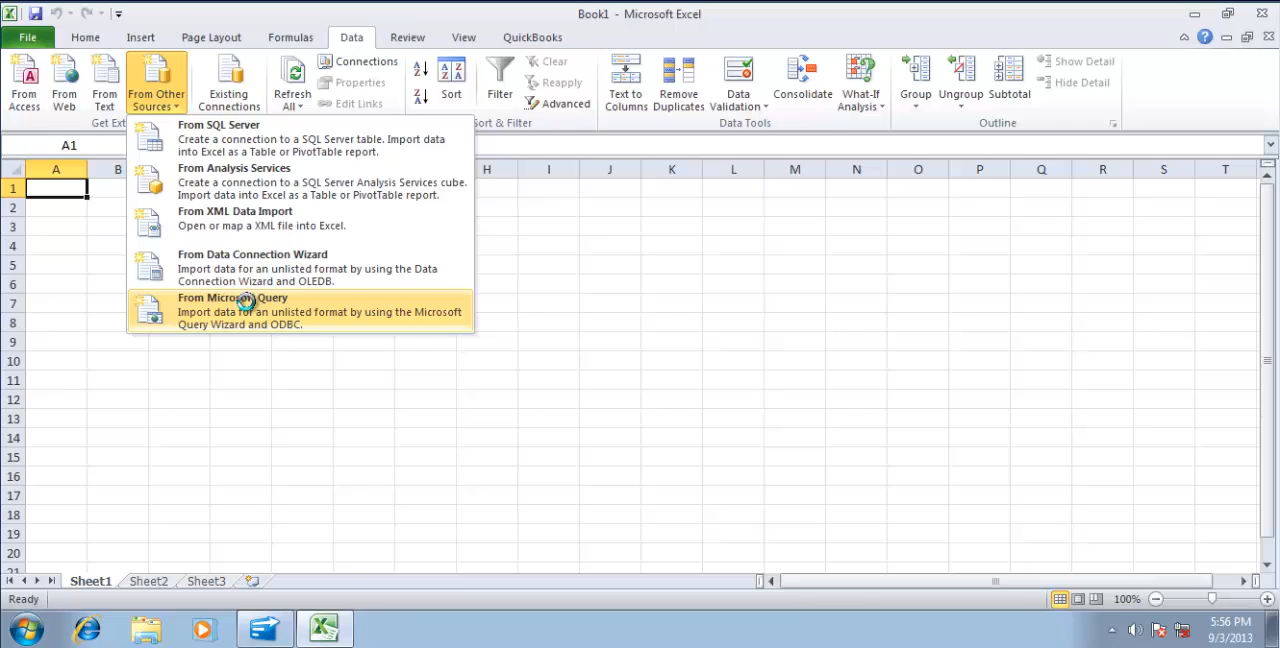 Book1 - Microsoft Excel
File Home Insert Page Layout Formulas Data Review View QuickBooks
From Access
From Web
From Text
From Other Sources
Existing Connections
Refresh All
Connections
Properties
Edit Links
Sort
Filter
Clear
Reapply
Advanced
Text to Columns
Remove Duplicates
Data Validation
Consolidate
What-If Analysis
Group
Ungroup
Subtotal
Show Detail
Hide Detail
Get Ext
Sort & Filter
Data Tools
Outline
From SQL Server
Create a connection to a SQL Server table. Import data
into Excel as a Table or PivotTable report.
From Analysis Services
Create a connection to a SQL Server Analysis Services cube.
Import data into Excel as a Table or PivotTable report.
From XML Data Import
Open or map a XML file into Excel.
From Data Connection Wizard
Import data for an unlisted format by using the Data
Connection Wizard and OLEDB.
From Microsoft Query
Import data for an unlisted format by using the Microsoft
Query Wizard and ODBC.
A1
A B H I J K L M N O P Q R S T
1
2
3
4
5
6
7
8
9
10
11
12
13
14
15
16
17
18
19
20
21
Sheet1 Sheet2 Sheet3
Ready
100%
5:56 PM
9/3/2013